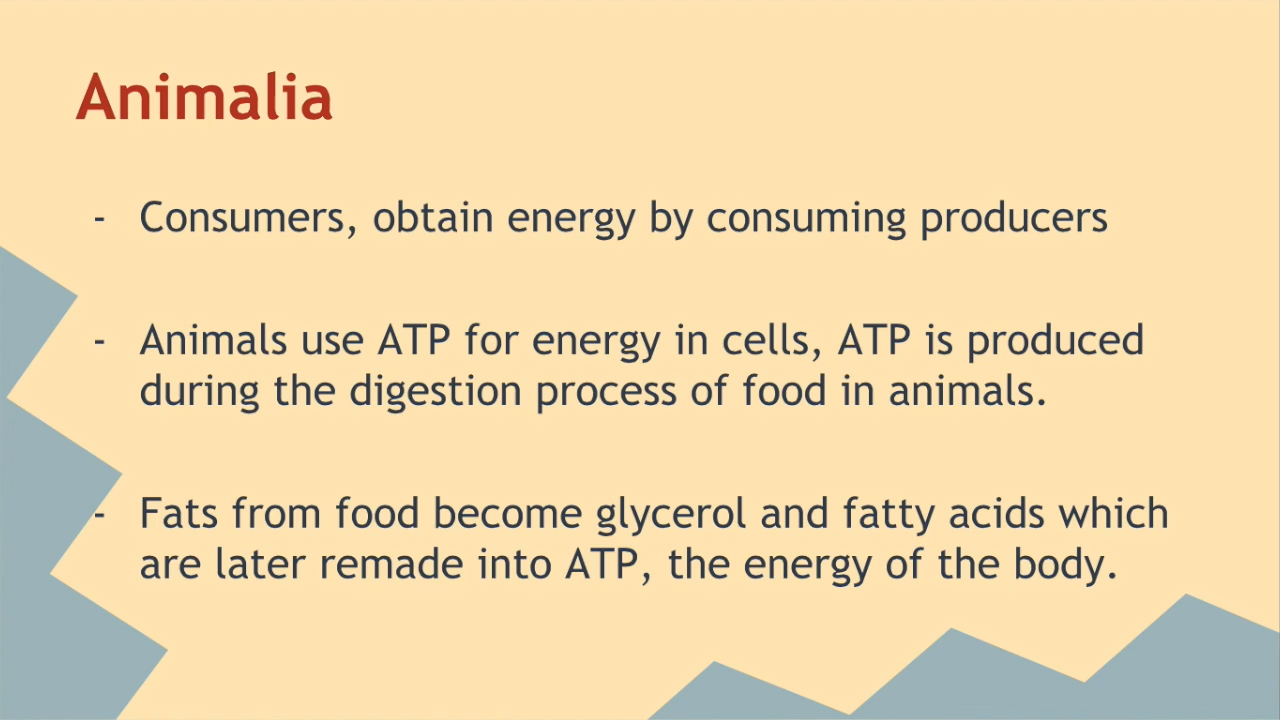 Animalia
- Consumers, obtain energy by consuming producers
- Animals use ATP for energy in cells, ATP is produced
during the digestion process of food in animals.
- Fats from food become glycerol and fatty acids which
are later remade into ATP, the energy of the body.